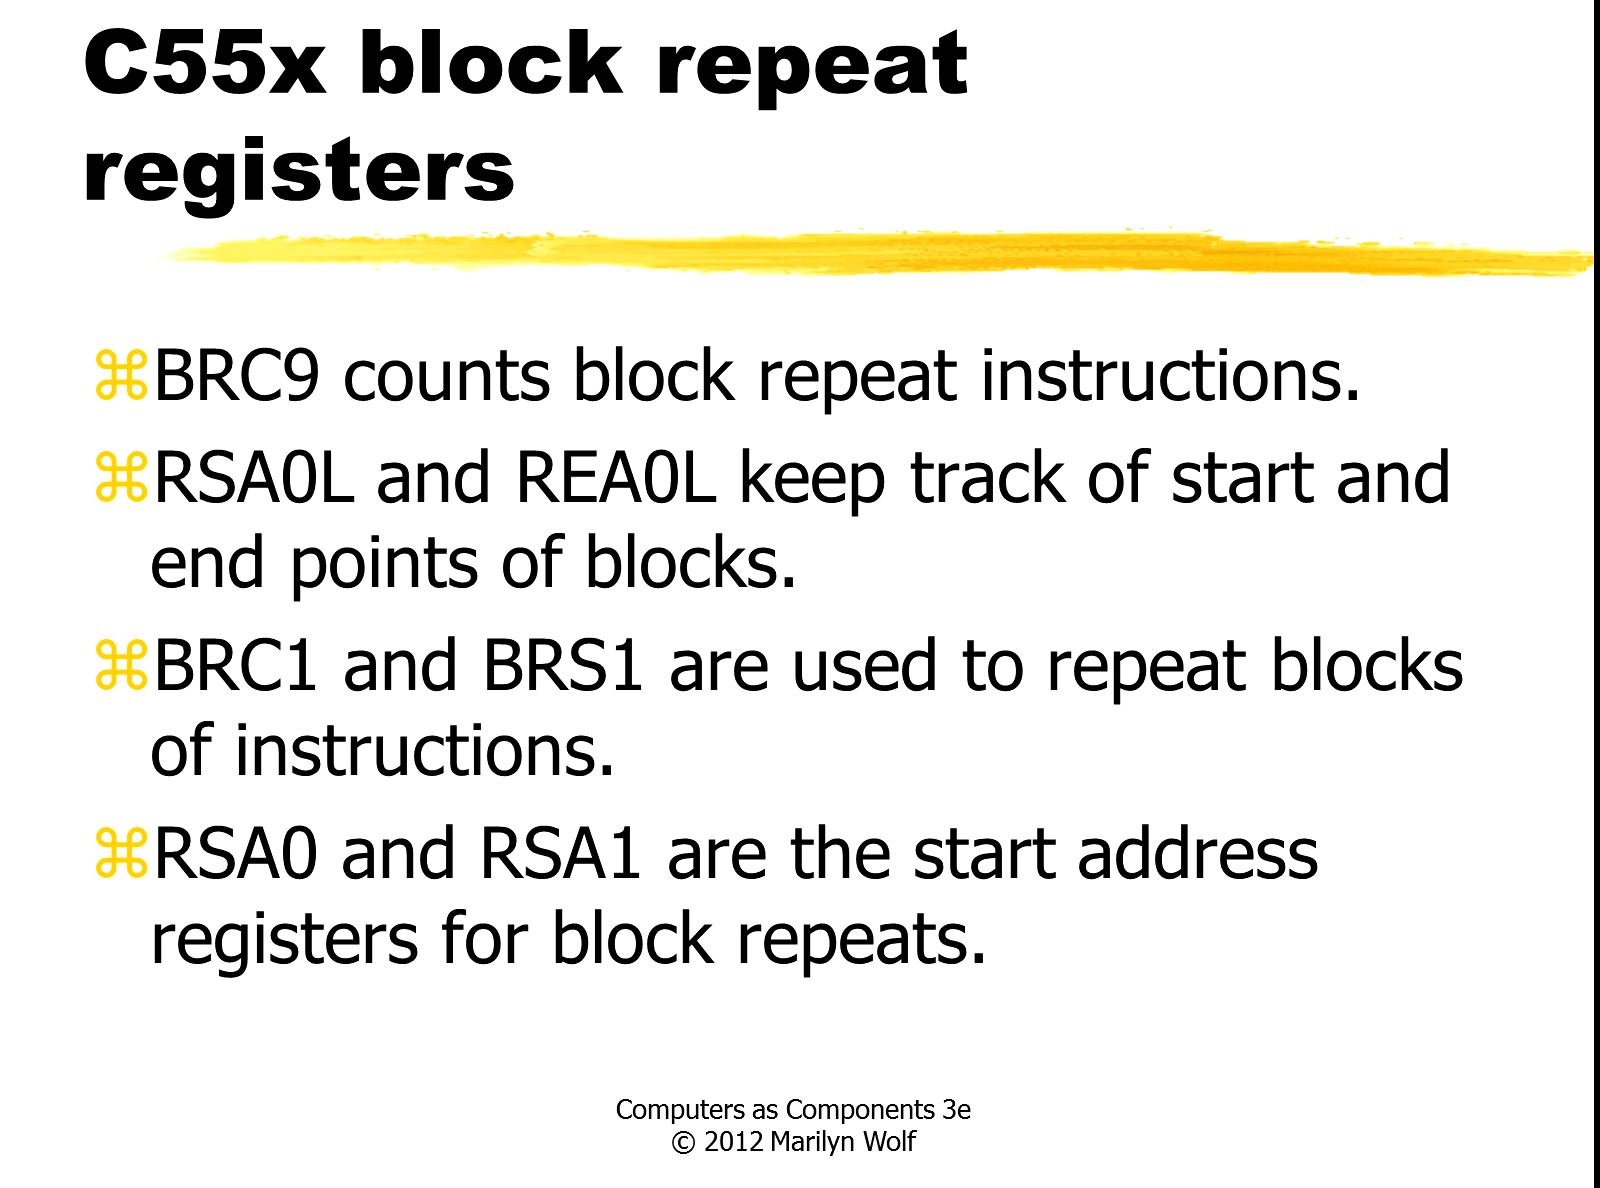 C55x block repeat
registers
⌘BRC9 counts block repeat instructions.
⌘RSA0L and REA0L keep track of start and
end points of blocks.
⌘BRC1 and BRS1 are used to repeat blocks
of instructions.
⌘RSA0 and RSA1 are the start address
registers for block repeats.
Computers as Components 3e
© 2012 Marilyn Wolf